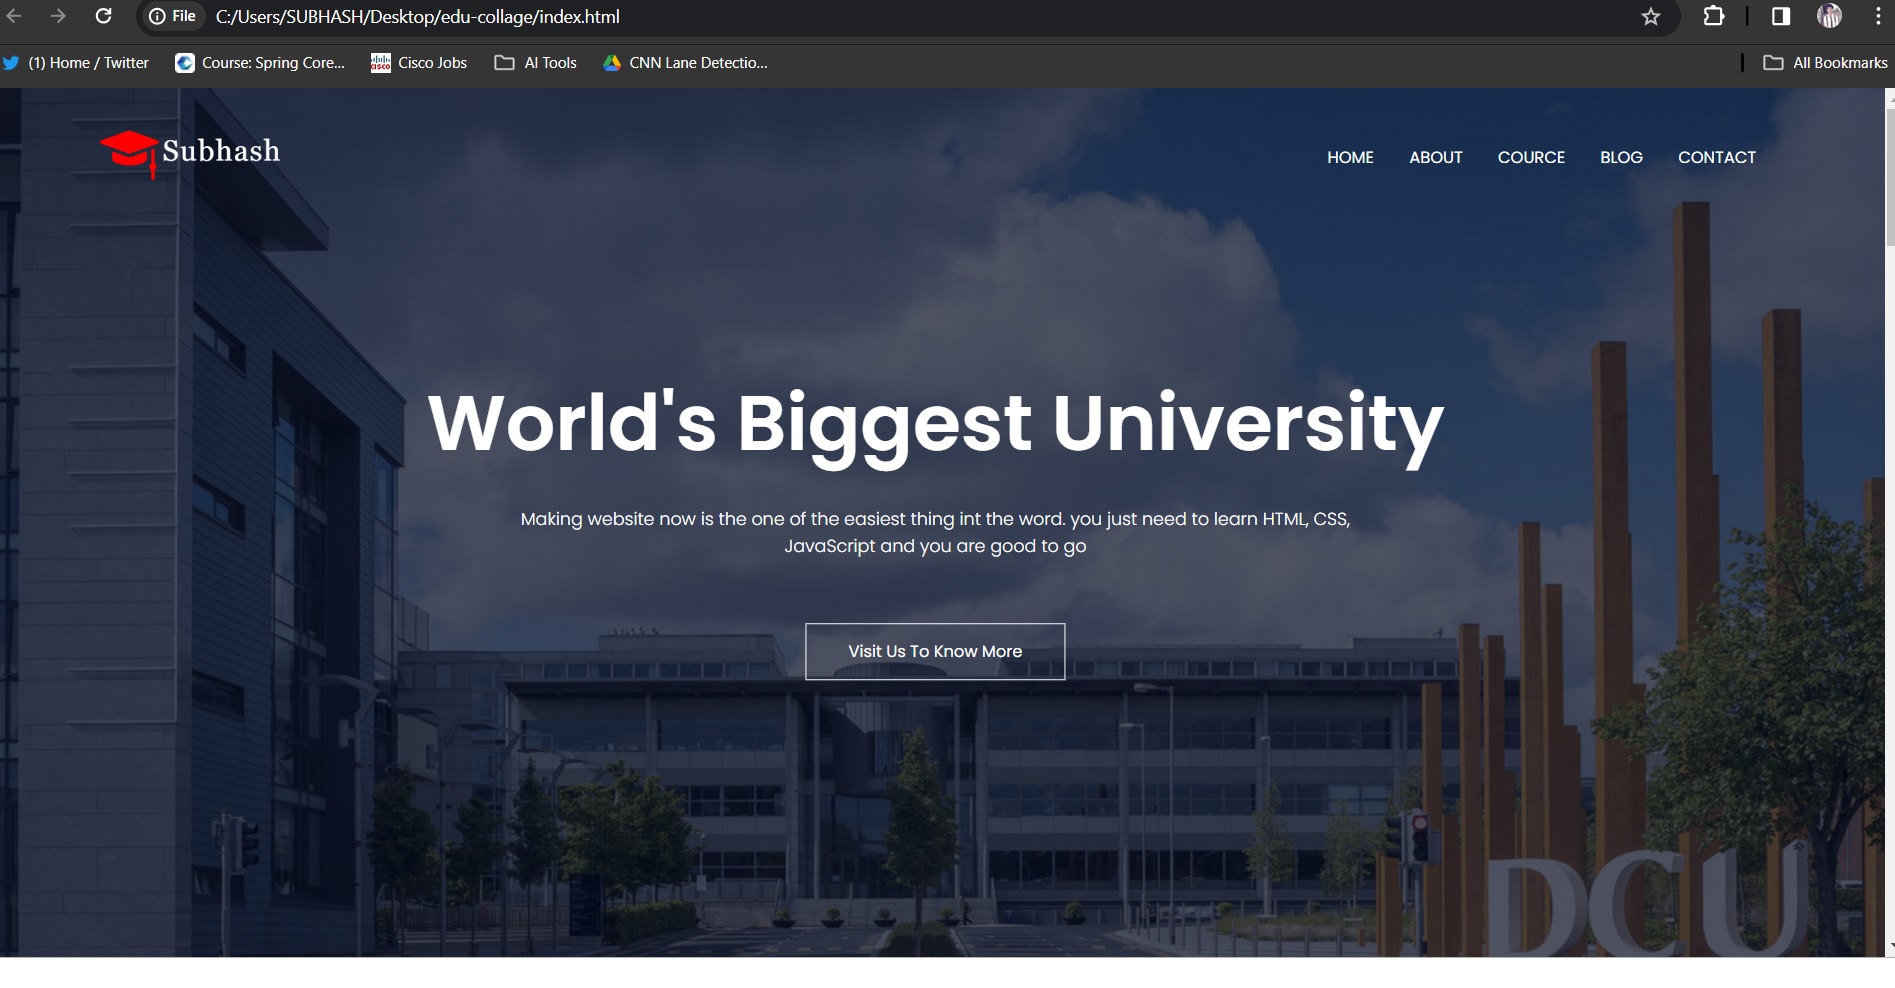 File C:/Users/SUBHASH/Desktop/edu-collage/index.html
(1) Home / Twitter Course: Spring Core... Cisco Jobs AI Tools CNN Lane Detectio... All Bookmarks
Subhash
HOME ABOUT COURCE BLOG CONTACT
World's Biggest University
Making website now is the one of the easiest thing int the word. you just need to learn HTML, CSS,
JavaScript and you are good to go
Visit Us To Know More
DCU